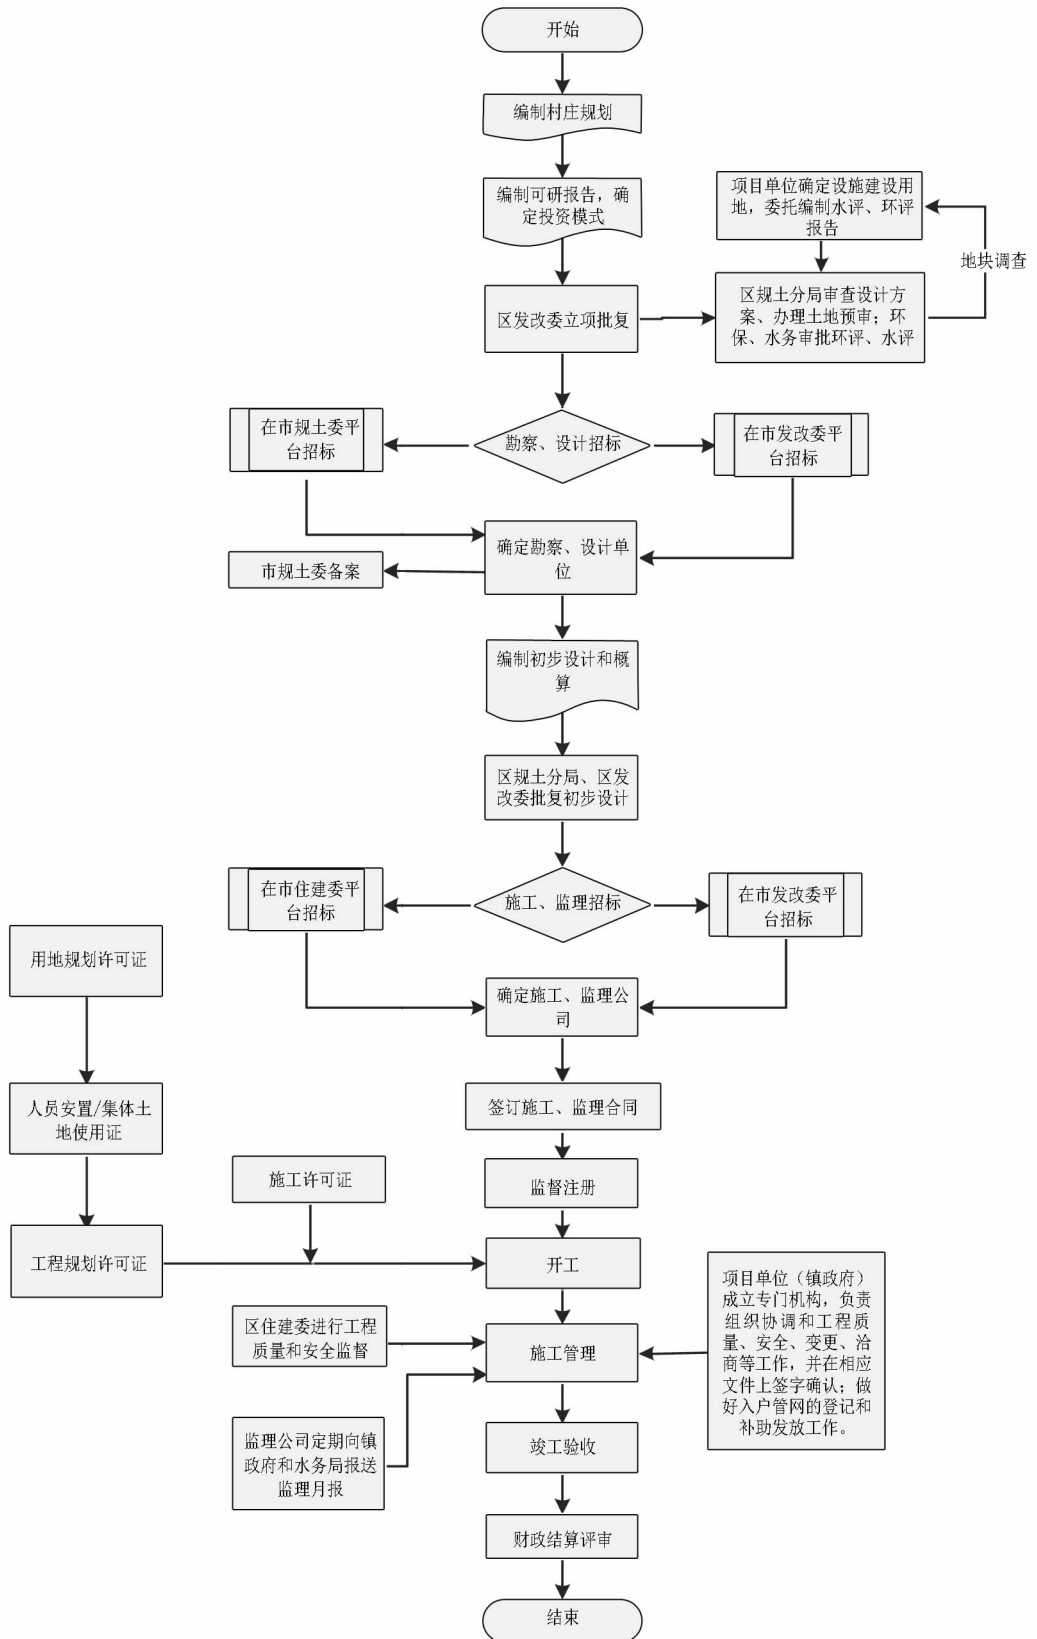 开始
编制村庄规划
编制可研报告，确
定投资模式
项目单位确定设施建设用
地，委托编制水评、环评
报告
地块调查
区发改委立项批复
区规土分局审查设计方
案、办理土地预审；环
保、水务审批环评、水评
在市规土委平
台招标
勘察、设计招标
在市发改委平
台招标
确定勘察、设计单
位
市规土委备案
编制初步设计和概
算
区规土分局、区发
改委批复初步设计
在市住建委平
台招标
施工、监理招标
在市发改委平
台招标
用地规划许可证
确定施工、监理公
司
人员安置/集体土
地使用证
签订施工、监理合同
施工许可证
监督注册
工程规划许可证
开工
区住建委进行工程
质量和安全监督
施工管理
项目单位（镇政府）
成立专门机构，负责
组织协调和工程质
量、安全、变更、洽
商等工作，并在相应
文件上签字确认；做
好入户管网的登记和
补助发放工作。
监理公司定期向镇
政府和水务局报送
监理月报
竣工验收
财政结算评审
结束